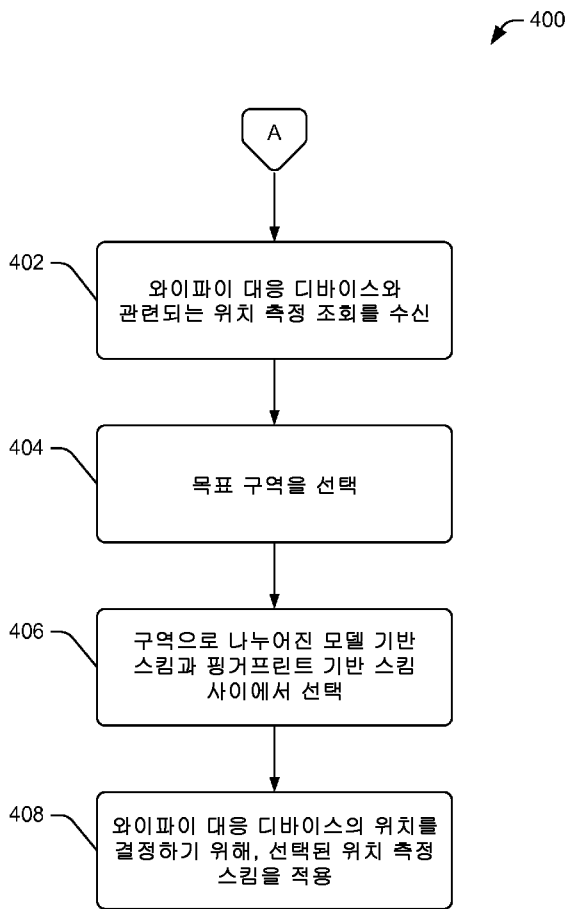 400
A
402
와이파이 대응 디바이스와
관련되는 위치 측정 조회를 수신
404
목표 구역을 선택
406
구역으로 나누어진 모델 기반
스킴과 핑거프린트 기반 스킴
사이에서 선택
408
와이파이 대응 디바이스의 위치를
결정하기 위해, 선택된 위치 측정
스킴을 적용